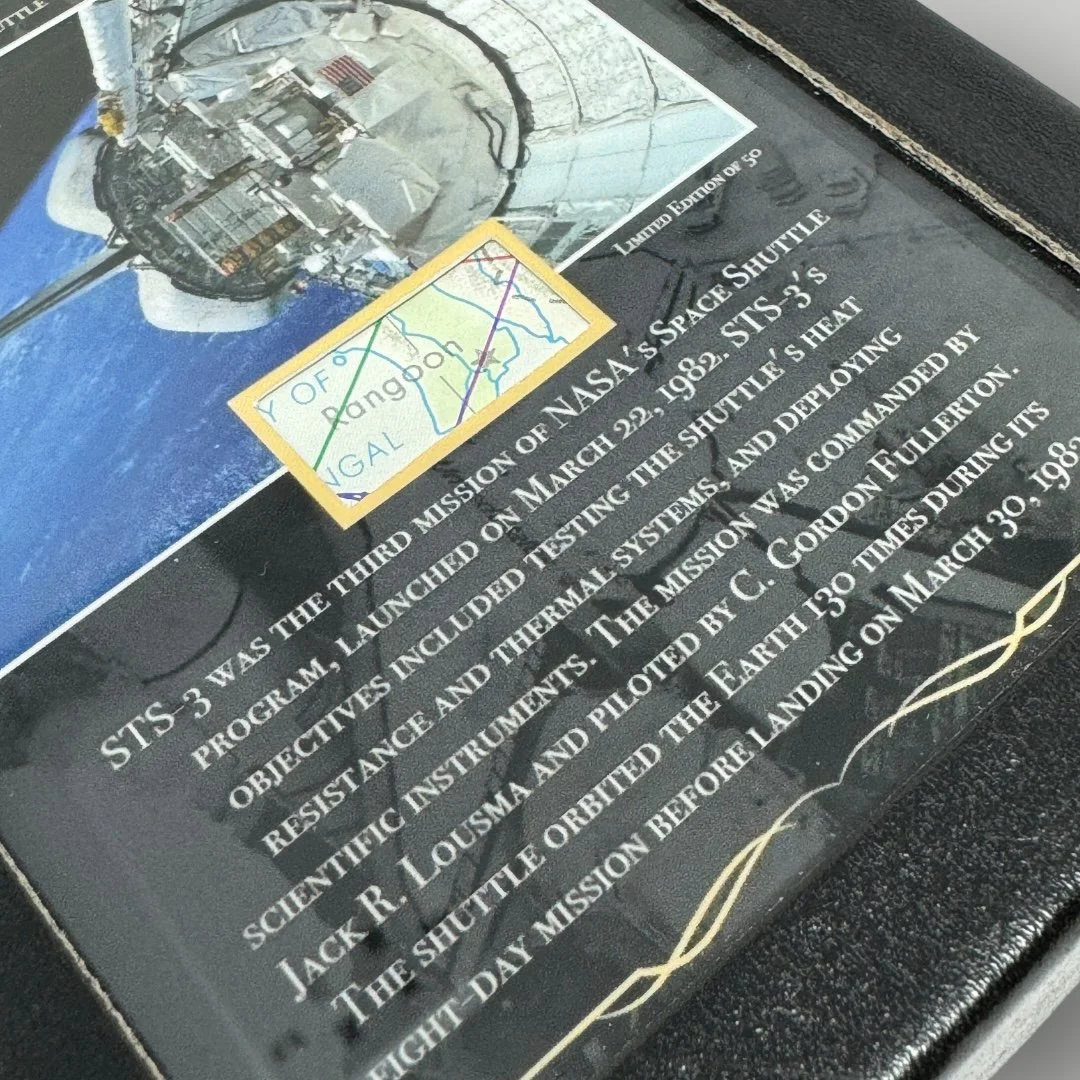 Limited Edition of 50
Y OF
Rangoon
NGAL
STS-3 was the third mission of NASA's Space Shuttle
program, launched on March 22, 1982. STS-3's
objectives included testing the shuttle's heat
resistance and thermal systems, and deploying
scientific instruments. The mission was commanded by
Jack R. Lousma and piloted by C. Gordon Fullerton.
The shuttle orbited the Earth 130 times during its
eight-day mission before landing on March 30, 198